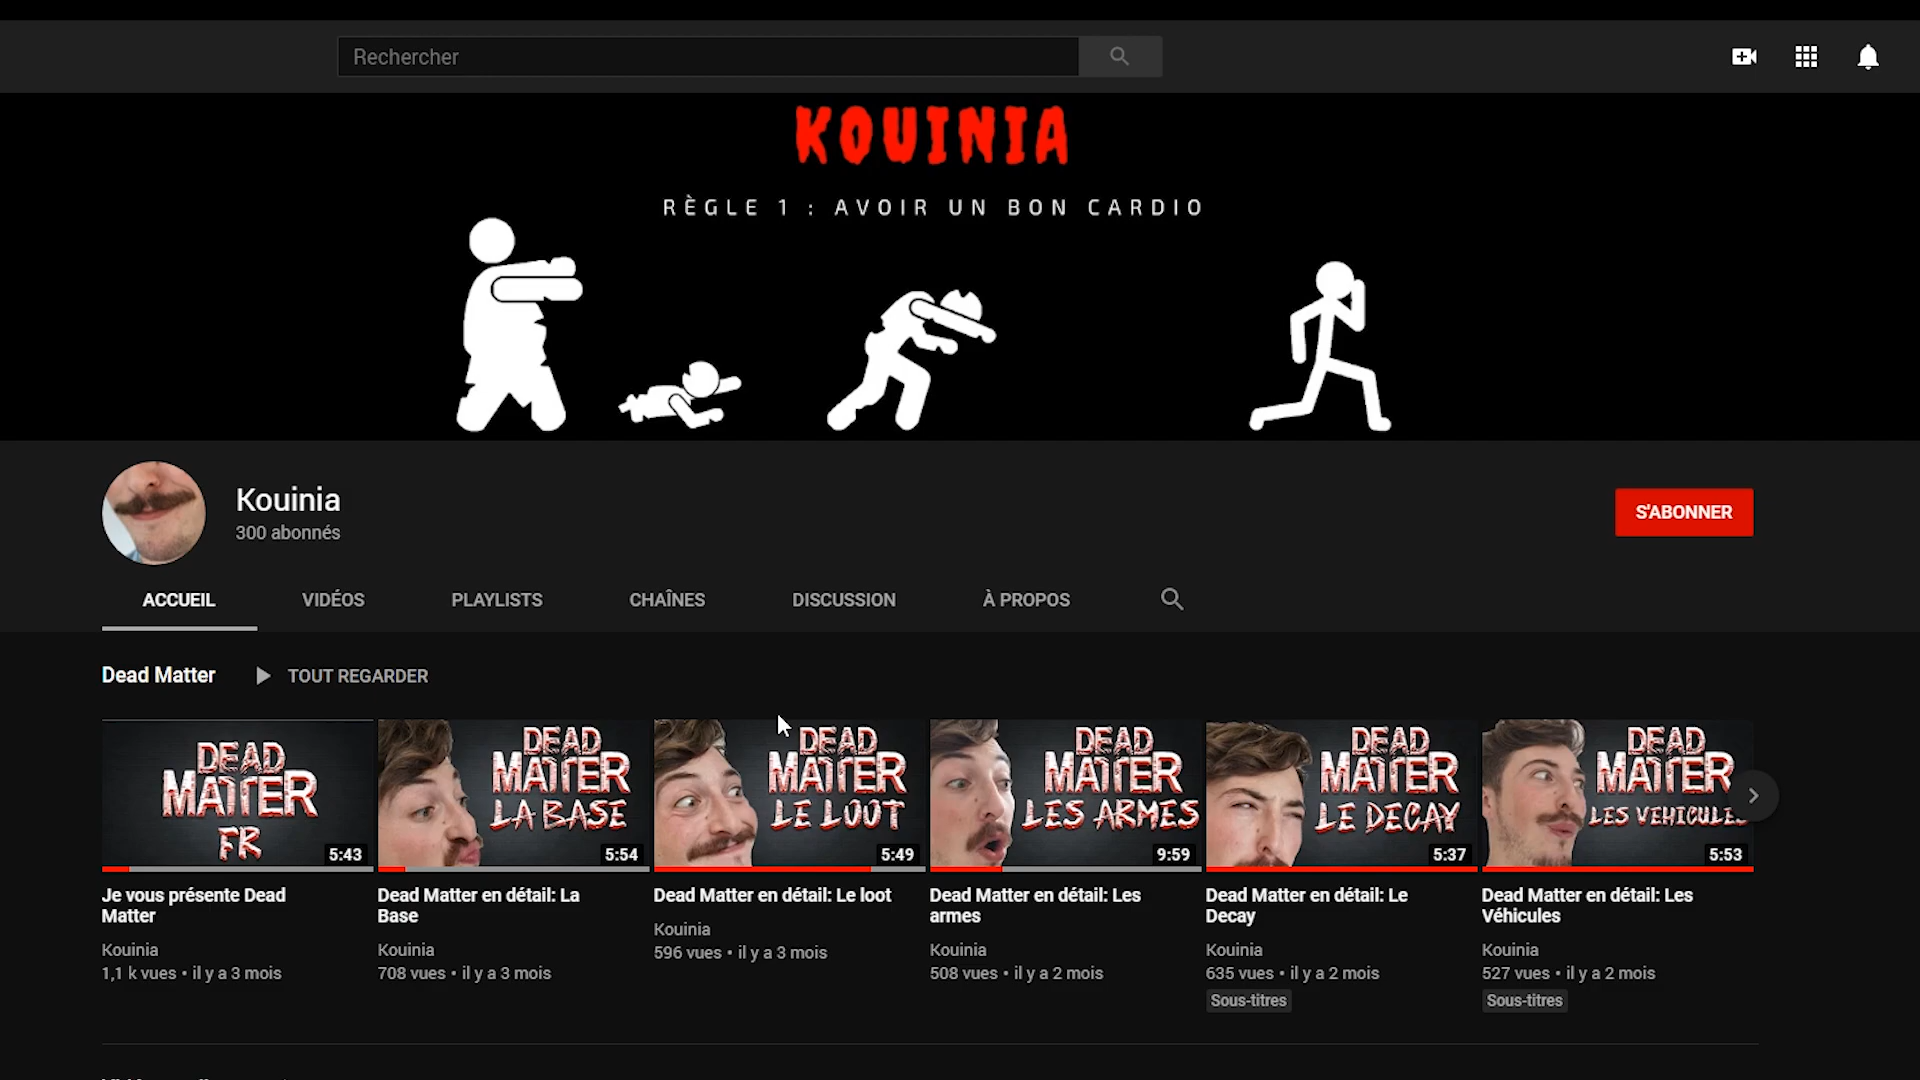 Rechercher
KOUINIA
RÈGLE 1 : AVOIR UN BON CARDIO
Kouinia
300 abonnés
S'ABONNER
ACCUEIL
VIDÉOS
PLAYLISTS
CHAÎNES
DISCUSSION
À PROPOS
Dead Matter
TOUT REGARDER
DEAD
MATTER
FR
5:43
DEAD
MATTER
LA BASE
5:54
DEAD
MATTER
LE LOOT
5:49
DEAD
MATTER
LES ARMES
9:59
DEAD
MATTER
LE DECAY
5:37
DEAD
MATTER
LES VEHICULES
5:53
Je vous présente Dead
Matter
Kouinia
1,1 k vues • il y a 3 mois
Dead Matter en détail: La
Base
Kouinia
708 vues • il y a 3 mois
Dead Matter en détail: Le loot
Kouinia
596 vues • il y a 3 mois
Dead Matter en détail: Les
armes
Kouinia
508 vues • il y a 2 mois
Dead Matter en détail: Le
Decay
Kouinia
635 vues • il y a 2 mois
Sous-titres
Dead Matter en détail: Les
Véhicules
Kouinia
527 vues • il y a 2 mois
Sous-titres